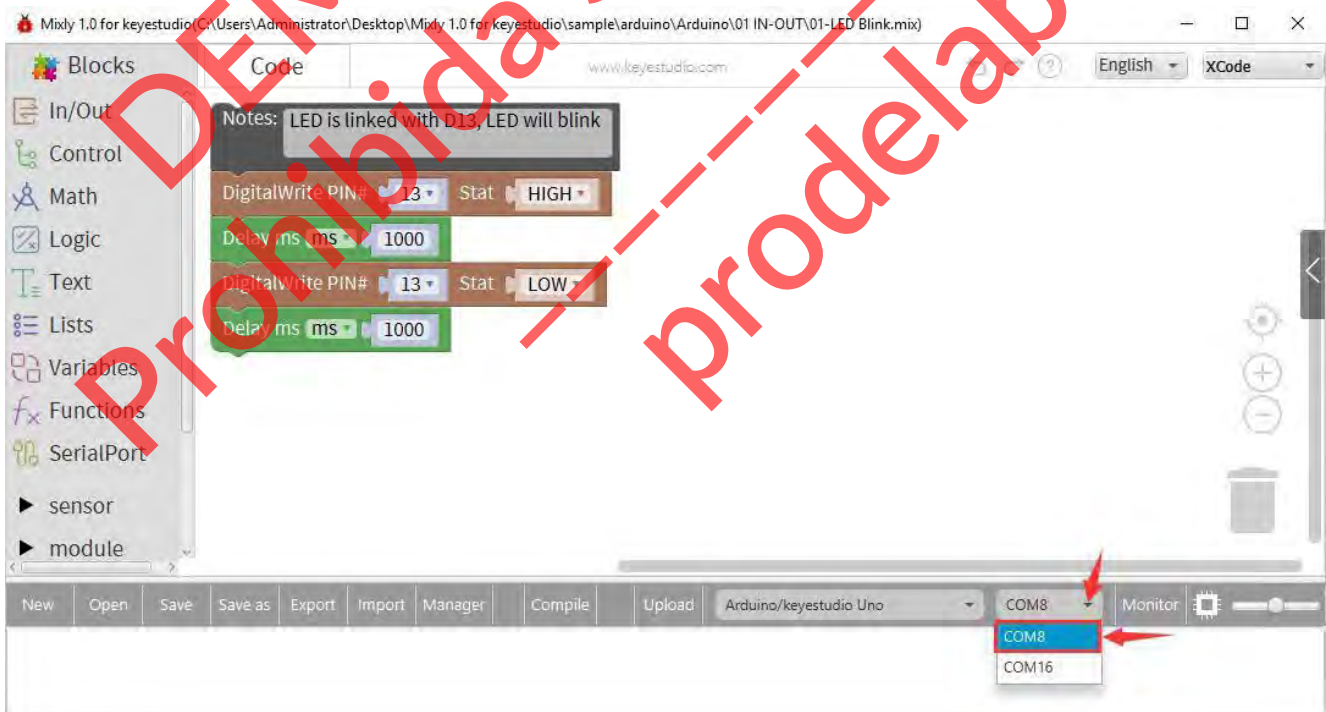 Mixly 1.0 for keyestudio(C:\Users\Administrator\Desktop\Mixly 1.0 for keyestudio\sample\arduino\Arduino\01 IN-OUT\01-LED Blink.mix)
Blocks
Code
www.keyestudio.com
English
XCode
In/Out
Control
Math
Logic
Text
Lists
Variables
Functions
SerialPort
sensor
module
Notes: LED is linked with D13, LED will blink
DigitalWrite PIN# 13 Stat HIGH
Delay ms ms 1000
DigitalWrite PIN# 13 Stat LOW
Delay ms ms 1000
New Open Save Save as Export Import Manager Compile Upload Arduino/keyestudio Uno COM8 Monitor
COM8
COM16
Prohibida
prodelab